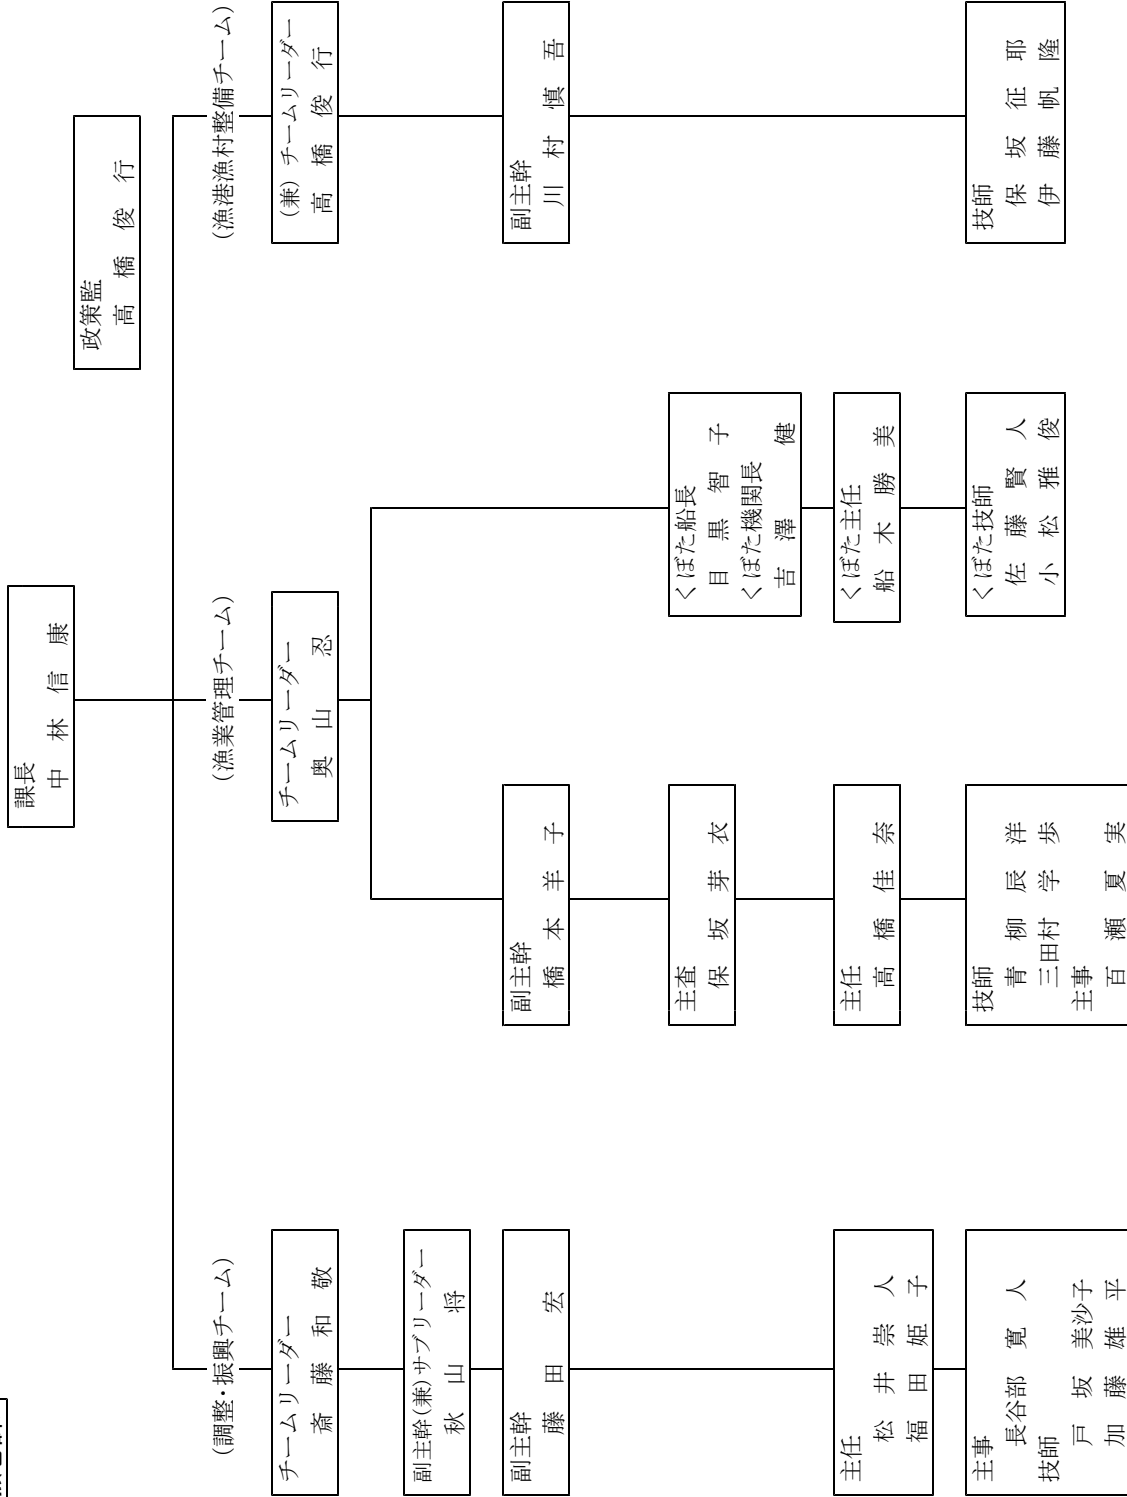 課長
中林信康
政策監
高橋俊行
(調整・振興チーム)
チームリーダー
斎藤和敬
副主幹(兼)サブリーダー
秋山将
副主幹
藤田宏
主任
松井崇人
福田姫子
主事
長谷部寛人
技師
戸坂美沙子
加藤雄平
(漁業管理チーム)
チームリーダー
奥山忍
副主幹
橋本羊子
主査
保坂芽衣
主任
高橋佳奈
技師
青柳辰洋
三田村学歩
主事
百瀬夏実
くぼた船長
目黒智子
くぼた機関長
吉澤健
くぼた主任
船木勝美
くぼた技師
佐藤賢人
小松雅俊
(漁港漁村整備チーム)
(兼)チームリーダー
高橋俊行
副主幹
川村慎吾
技師
保坂征耶
伊藤帆隆